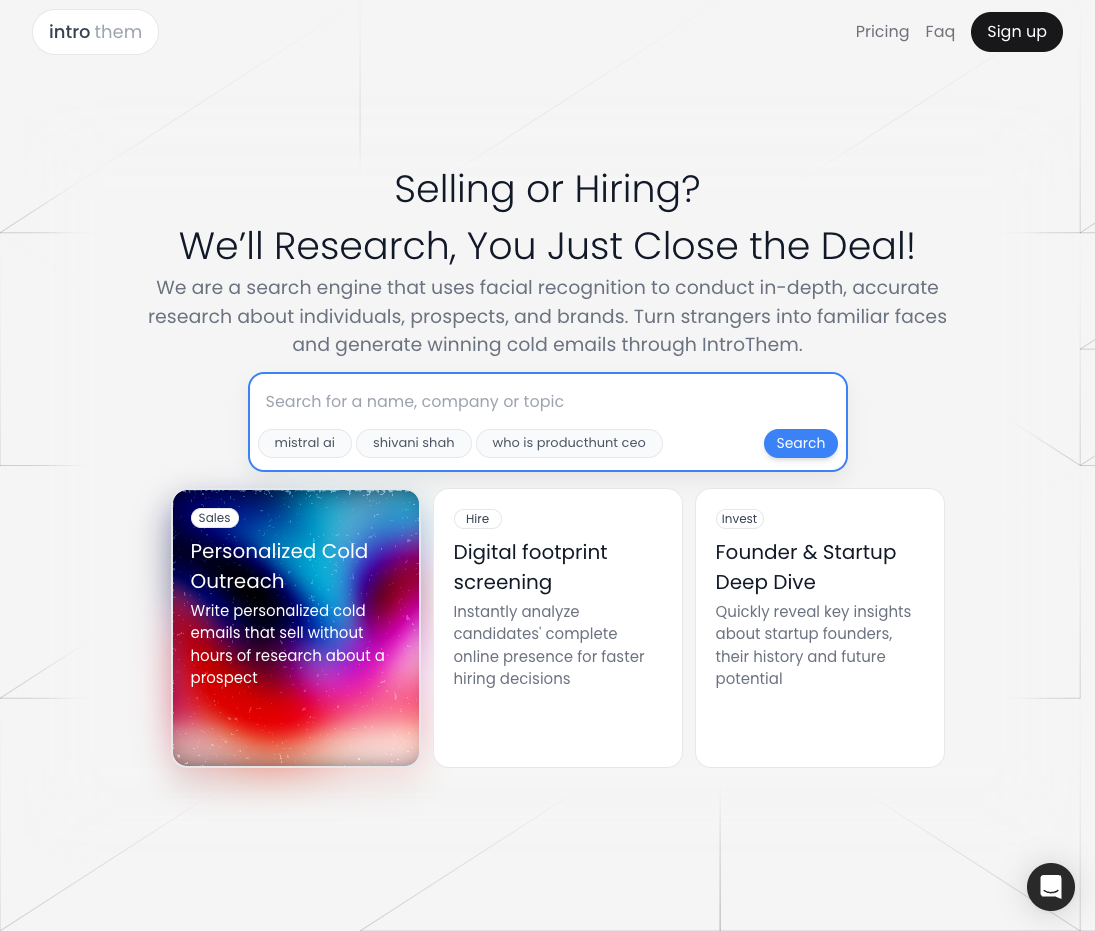 intro them
Pricing
Faq
Sign up
Selling or Hiring?
We’ll Research, You Just Close the Deal!
We are a search engine that uses facial recognition to conduct in-depth, accurate
research about individuals, prospects, and brands. Turn strangers into familiar faces
and generate winning cold emails through IntroThem.
Search for a name, company or topic
mistral ai
shivani shah
who is producthunt ceo
Search
Sales
Personalized Cold
Outreach
Write personalized cold
emails that sell without
hours of research about a
prospect
Hire
Digital footprint
screening
Instantly analyze
candidates' complete
online presence for faster
hiring decisions
Invest
Founder & Startup
Deep Dive
Quickly reveal key insights
about startup founders,
their history and future
potential